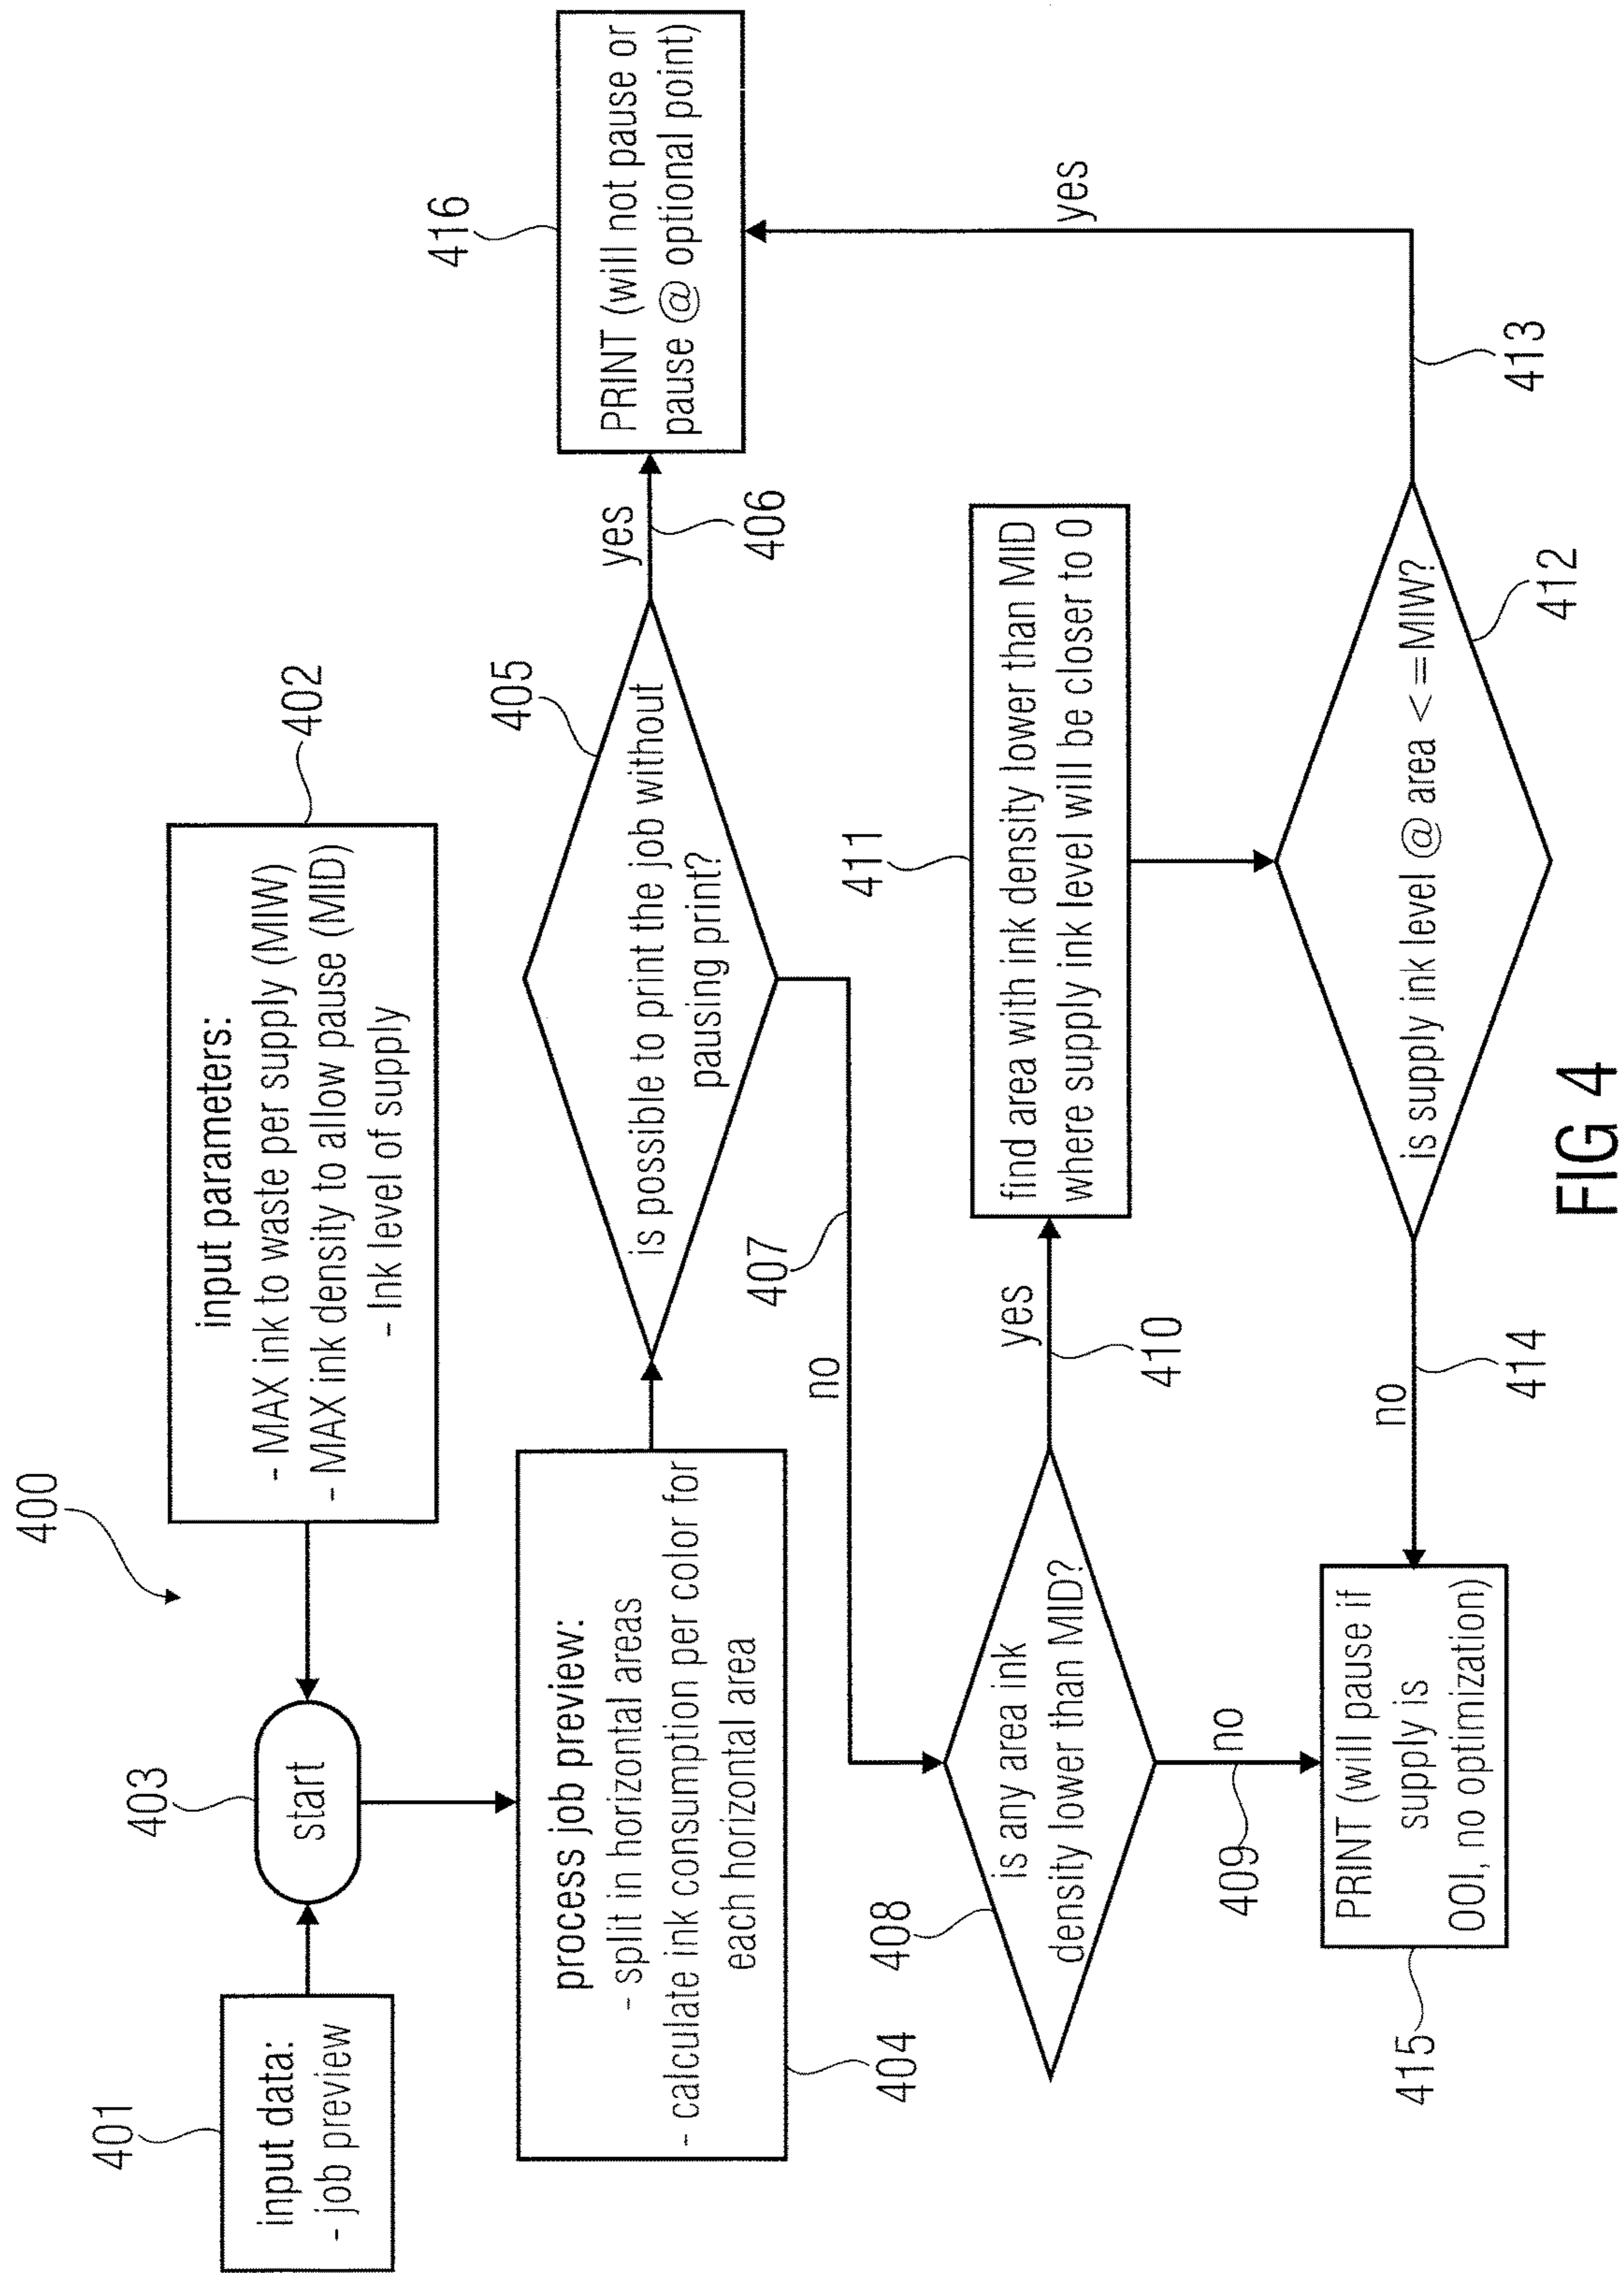 400
401
input data:
- job preview
403
start
402
input parameters:
- MAX ink to waste per supply (MIW)
- MAX ink density to allow pause (MID)
- Ink level of supply
process job preview:
- split in horizontal areas
- calculate ink consumption per color for
each horizontal area
404
405
is possible to print the job without
pausing print?
yes
406
416
PRINT (will not pause or
pause @ optional point)
no
407
408
is any area ink
density lower than MID?
yes
410
411
find area with ink density lower than MID
where supply ink level will be closer to 0
no
409
415
PRINT (will pause if
supply is
OOI, no optimization)
no
414
is supply ink level @ area <=MIW?
412
yes
413
FIG 4